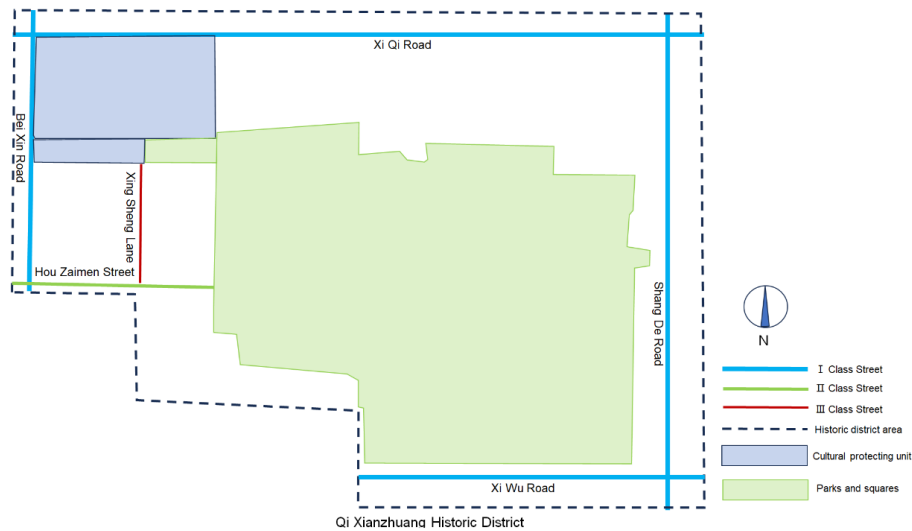 Xi Qi Road
Bei Xin Road
Xing Sheng Lane
Hou Zaimen Street
Shang De Road
N
Ⅰ Class Street
Ⅱ Class Street
Ⅲ Class Street
Historic district area
Cultural protecting unit
Parks and squares
Xi Wu Road
Qi Xianzhuang Historic District